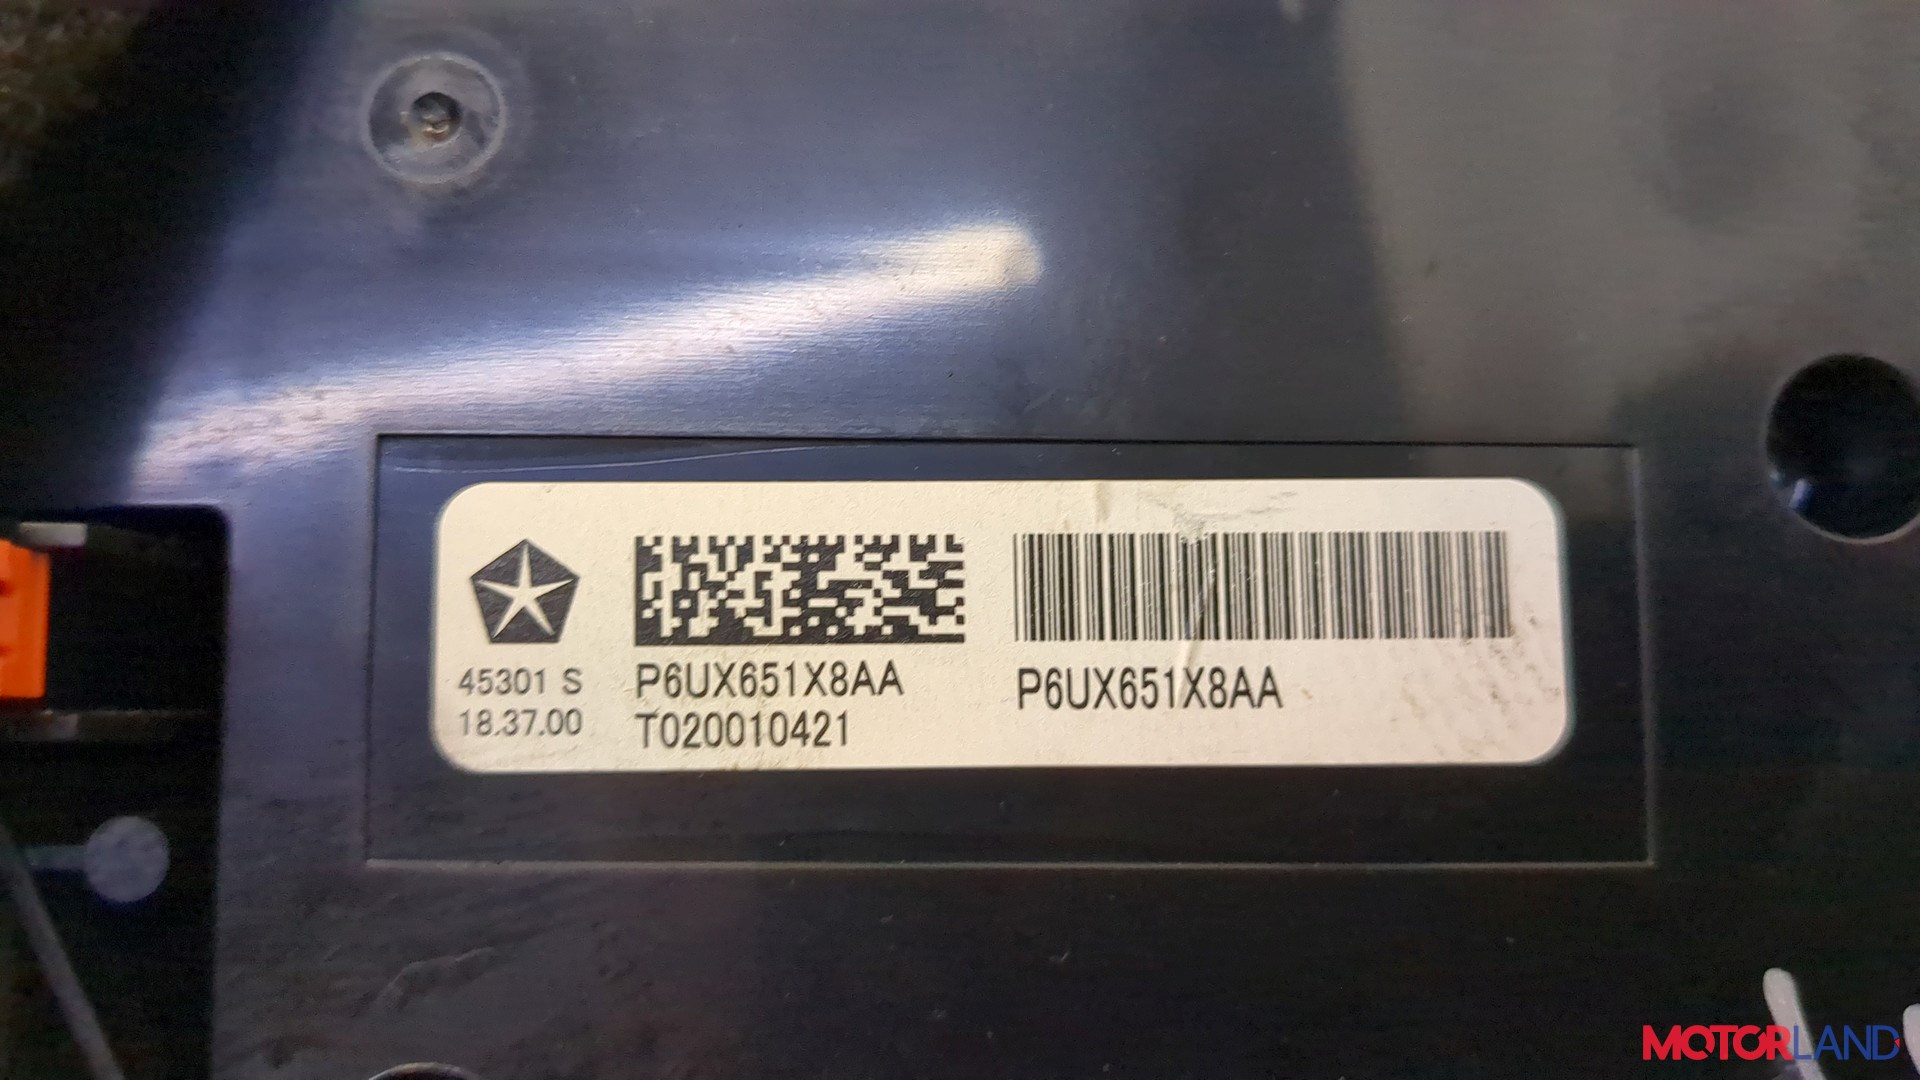 45301 S
18.37.00
P6UX651X8AA
T020010421
P6UX651X8AA
MOTORLAND